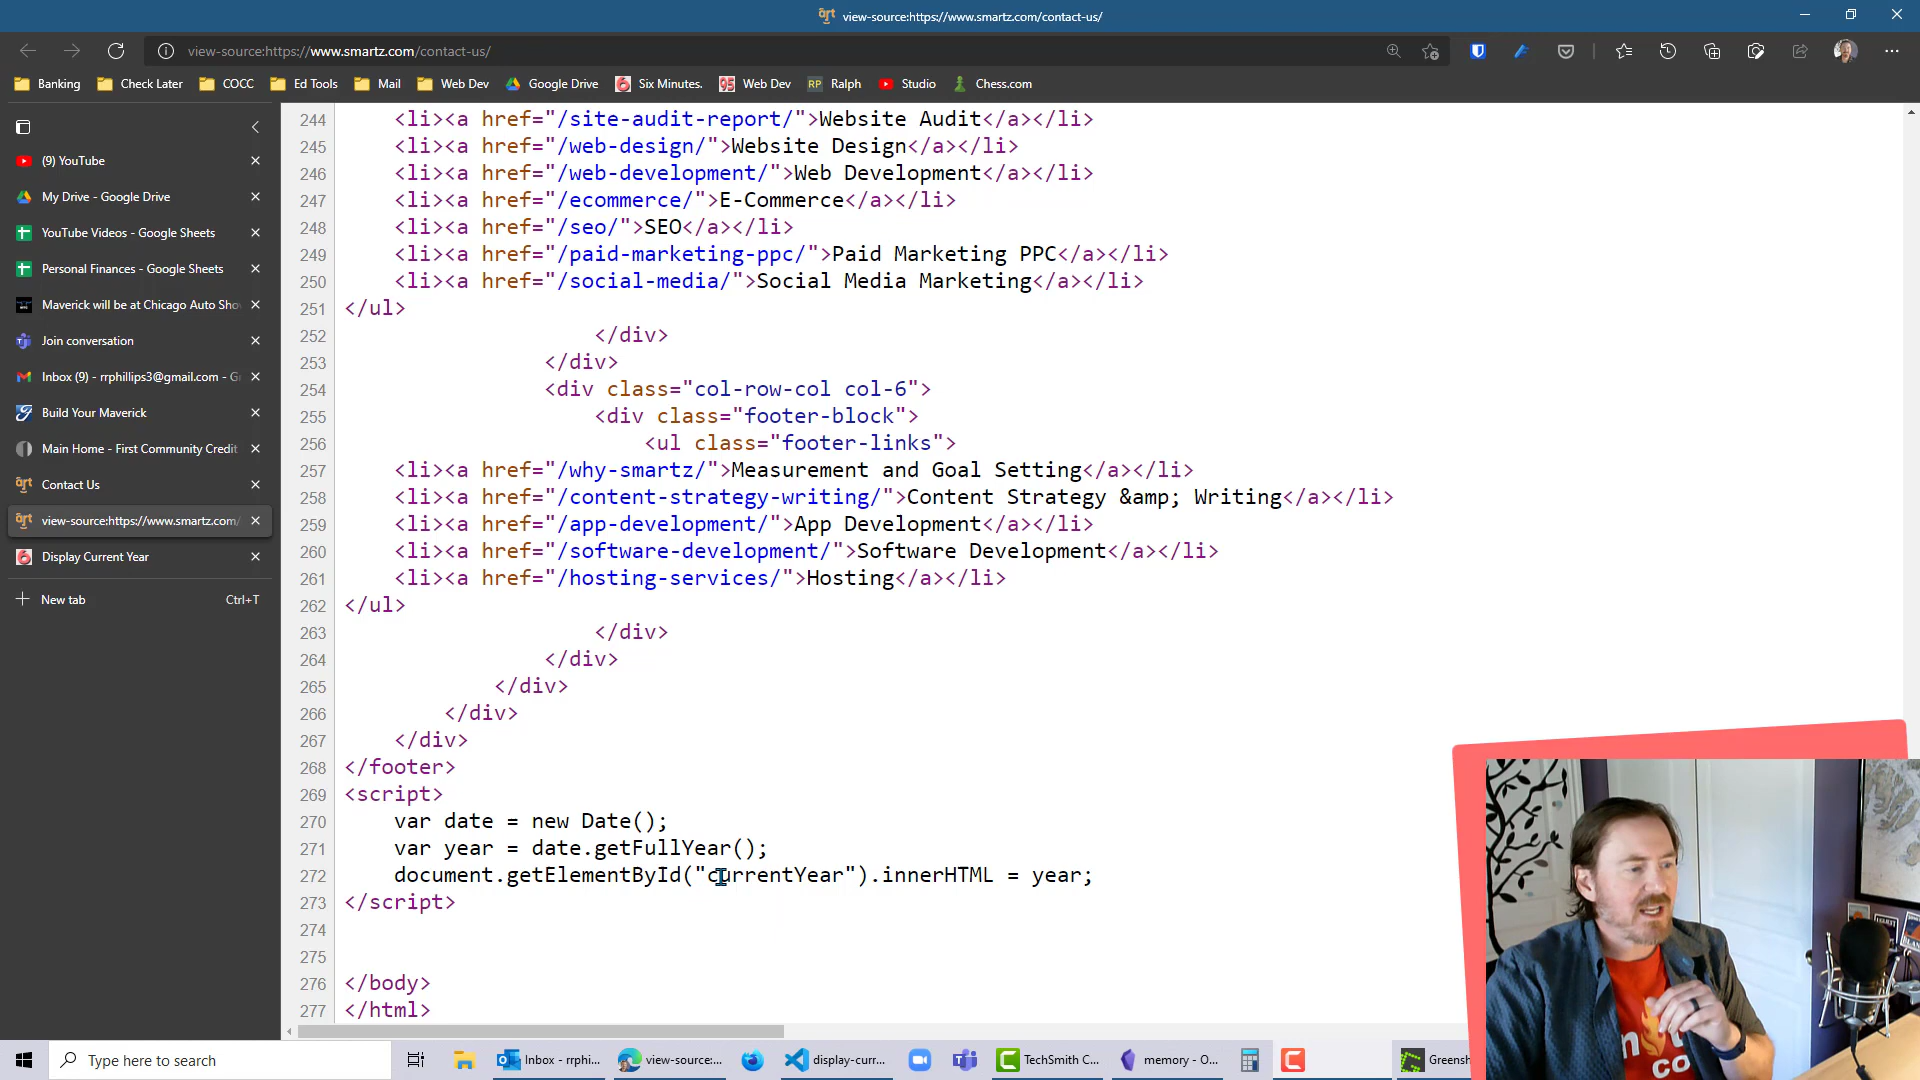 view-source:https://www.smartz.com/contact-us/
view-source:https://www.smartz.com/contact-us/
Banking Check Later COCC Ed Tools Mail Web Dev Google Drive Six Minutes. Web Dev RP Ralph Studio Chess.com
(9) YouTube
My Drive - Google Drive
YouTube Videos - Google Sheets
Personal Finances - Google Sheets
Maverick will be at Chicago Auto Sho
Join conversation
Inbox (9) - rrphillips3@gmail.com - G
Build Your Maverick
Main Home - First Community Credit
Contact Us
view-source:https://www.smartz.com/
Display Current Year
New tab Ctrl+T
244 <li><a href="/site-audit-report/">Website Audit</a></li>
245 <li><a href="/web-design/">Website Design</a></li>
246 <li><a href="/web-development/">Web Development</a></li>
247 <li><a href="/ecommerce/">E-Commerce</a></li>
248 <li><a href="/seo/">SEO</a></li>
249 <li><a href="/paid-marketing-ppc/">Paid Marketing PPC</a></li>
250 <li><a href="/social-media/">Social Media Marketing</a></li>
251 </ul>
252 </div>
253 </div>
254 <div class="col-row-col col-6">
255 <div class="footer-block">
256 <ul class="footer-links">
257 <li><a href="/why-smartz/">Measurement and Goal Setting</a></li>
258 <li><a href="/content-strategy-writing/">Content Strategy &amp; Writing</a></li>
259 <li><a href="/app-development/">App Development</a></li>
260 <li><a href="/software-development/">Software Development</a></li>
261 <li><a href="/hosting-services/">Hosting</a></li>
262 </ul>
263 </div>
264 </div>
265 </div>
266 </div>
267 </div>
268 </footer>
269 <script>
270 var date = new Date();
271 var year = date.getFullYear();
272 document.getElementById("currentYear").innerHTML = year;
273 </script>
274
275
276 </body>
277 </html>
Type here to search Inbox - rrphi... view-source:... display-curr... TechSmith C... memory - O... Greensh
co